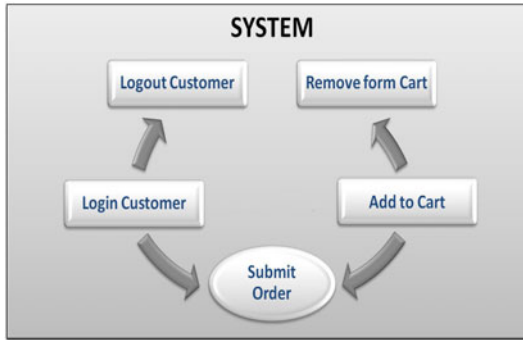 SYSTEM
Logout Customer
Remove form Cart
Login Customer
Add to Cart
Submit
Order